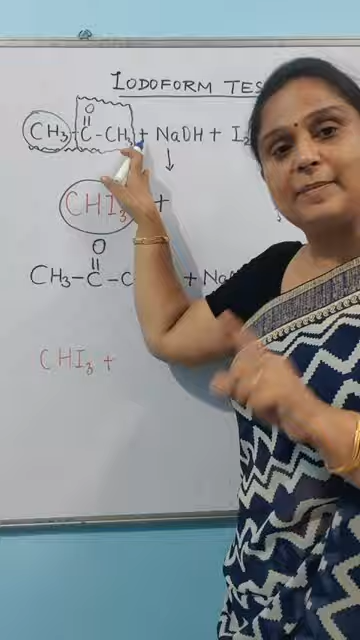 IODOFORM TES
O
CH3-C-CH3 + NaOH + I2
CHI3 +
O
CH3-C-C + Na
CHI3 +